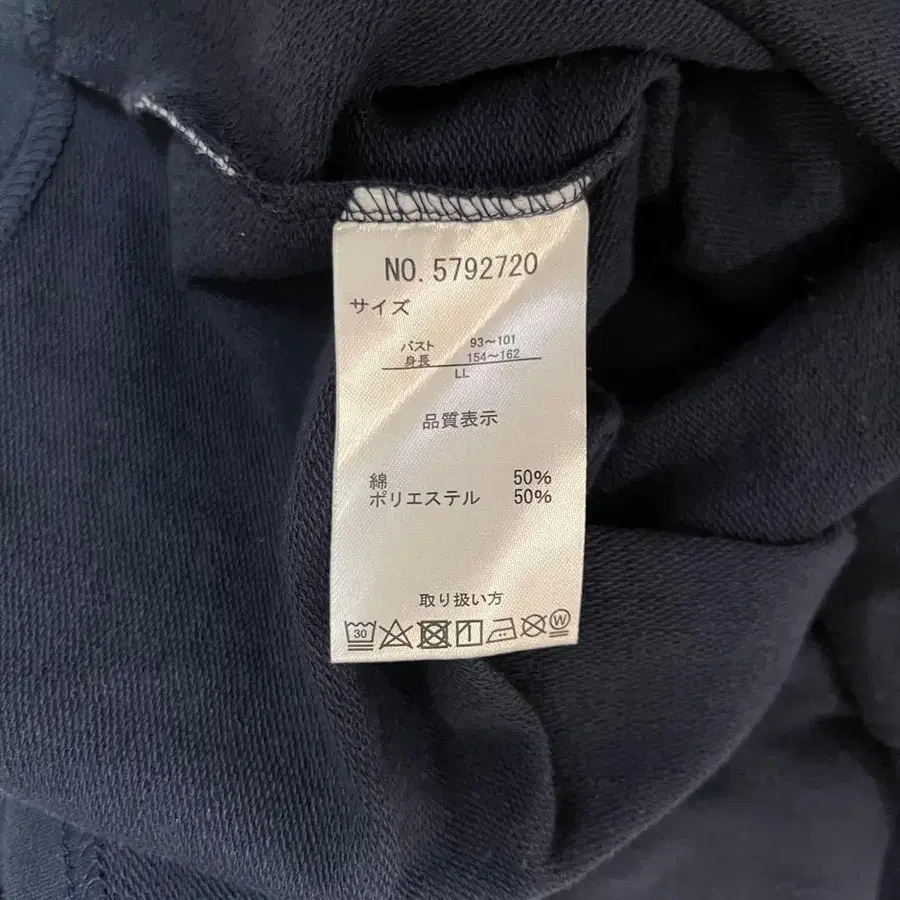 NO. 5792720
サイズ
バスト 93～101
身長 154～162
LL
品質表示
綿 50%
ポリエステル 50%
取り扱い方
30 W